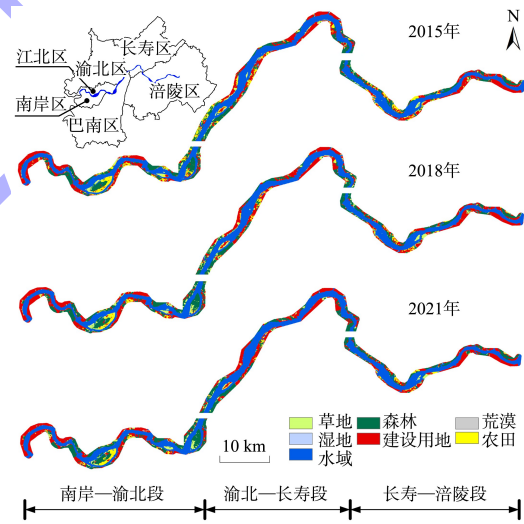 2015年
N
长寿区
江北区
渝北区
涪陵区
南岸区
巴南区
2018年
2021年
草地
森林
荒漠
湿地
建设用地
农田
水域
10 km
南岸—渝北段
渝北—长寿段
长寿—涪陵段